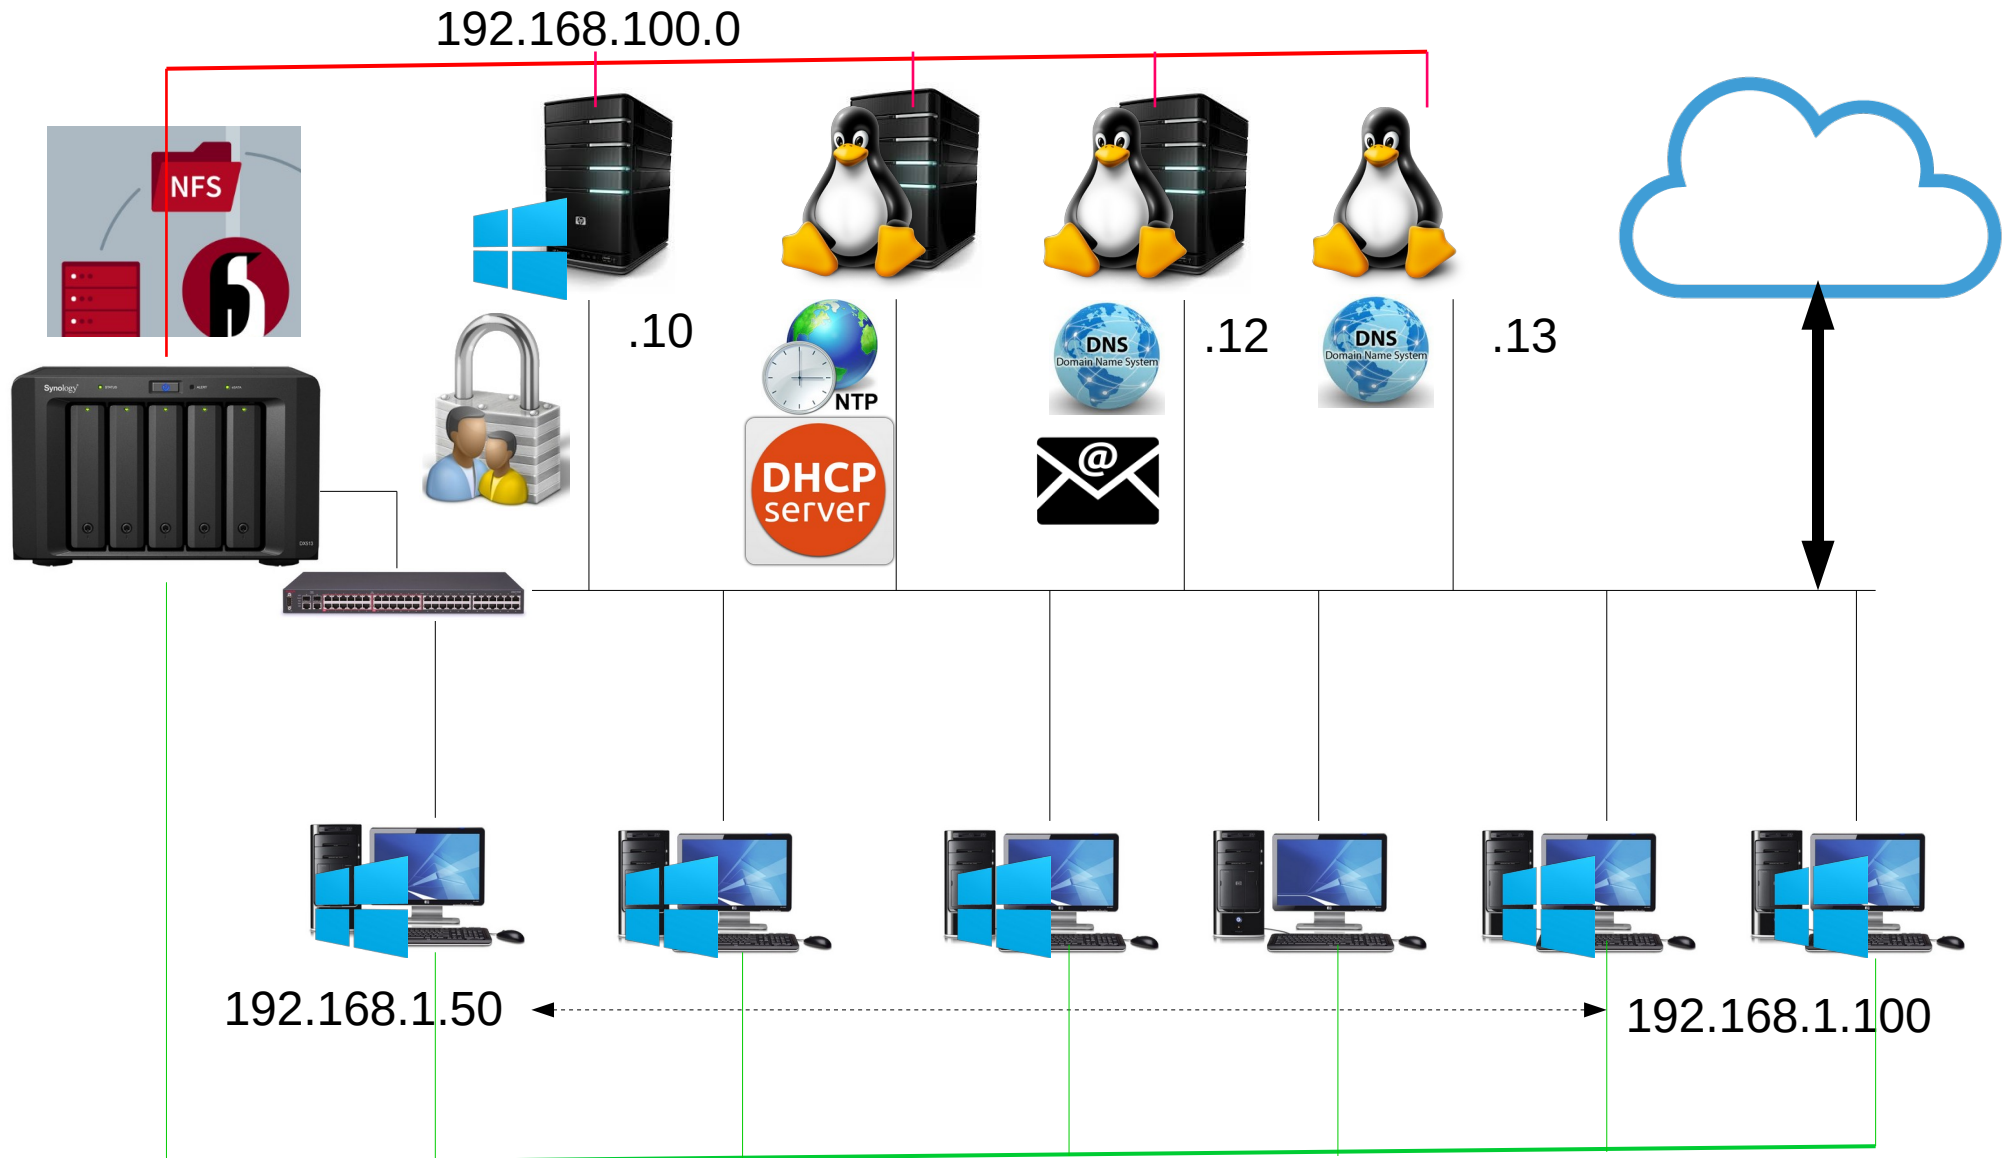 192.168.100.0
NFS
.10
.12
.13
DNS
Domain Name System
DNS
Domain Name System
NTP
Synology
DHCP
server
@
DX513
192.168.1.50
192.168.1.100